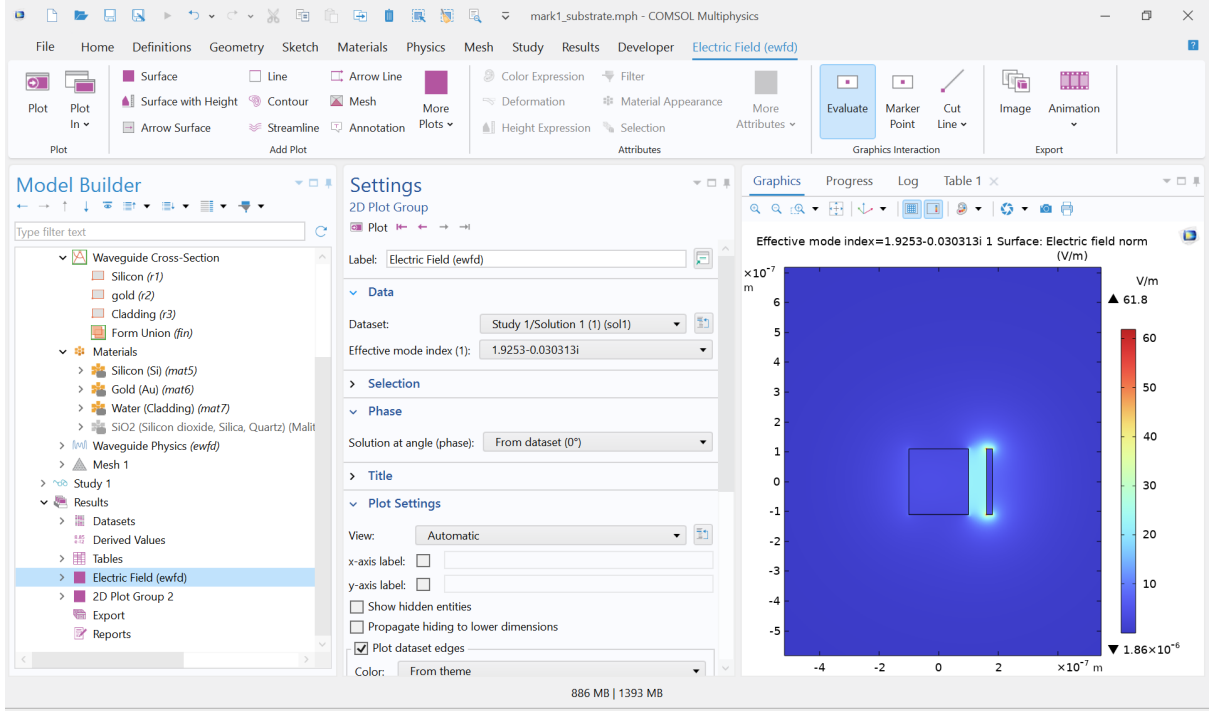 mark1_substrate.mph - COMSOL Multiphysics
File Home Definitions Geometry Sketch Materials Physics Mesh Study Results Developer Electric Field (ewfd) ?
Plot
Plot In
Plot
Surface
Surface with Height
Arrow Surface
Line
Contour
Streamline
Arrow Line
Mesh
Annotation
More Plots
Add Plot
Color Expression
Deformation
Height Expression
Filter
Material Appearance
Selection
More Attributes
Attributes
Evaluate
Marker Point
Cut Line
Graphics Interaction
Image
Animation
Export
Model Builder
Type filter text
Waveguide Cross-Section
Silicon (r1)
gold (r2)
Cladding (r3)
Form Union (fin)
Materials
Silicon (Si) (mat5)
Gold (Au) (mat6)
Water (Cladding) (mat7)
SiO2 (Silicon dioxide, Silica, Quartz) (Malit
Waveguide Physics (ewfd)
Mesh 1
Study 1
Results
Datasets
Derived Values
Tables
Electric Field (ewfd)
2D Plot Group 2
Export
Reports
Settings
2D Plot Group
Plot
Label: Electric Field (ewfd)
Data
Dataset: Study 1/Solution 1 (1) (sol1)
Effective mode index (1): 1.9253-0.030313i
Selection
Phase
Solution at angle (phase): From dataset (0°)
Title
Plot Settings
View: Automatic
x-axis label:
y-axis label:
Show hidden entities
Propagate hiding to lower dimensions
Plot dataset edges
Color: From theme
Graphics Progress Log Table 1
Effective mode index=1.9253-0.030313i 1 Surface: Electric field norm
(V/m)
×10⁻⁷
m
6
5
4
3
2
1
0
-1
-2
-3
-4
-5
-4 -2 0 2 ×10⁻⁷ m
V/m
▲ 61.8
60
50
40
30
20
10
▼ 1.86×10⁻⁶
886 MB | 1393 MB